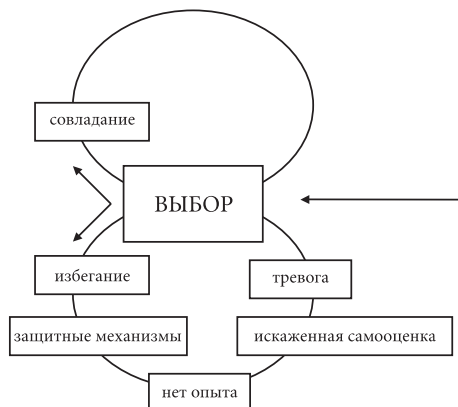 совладание
ВЫБОР
избегание
тревога
защитные механизмы
искаженная самооценка
нет опыта